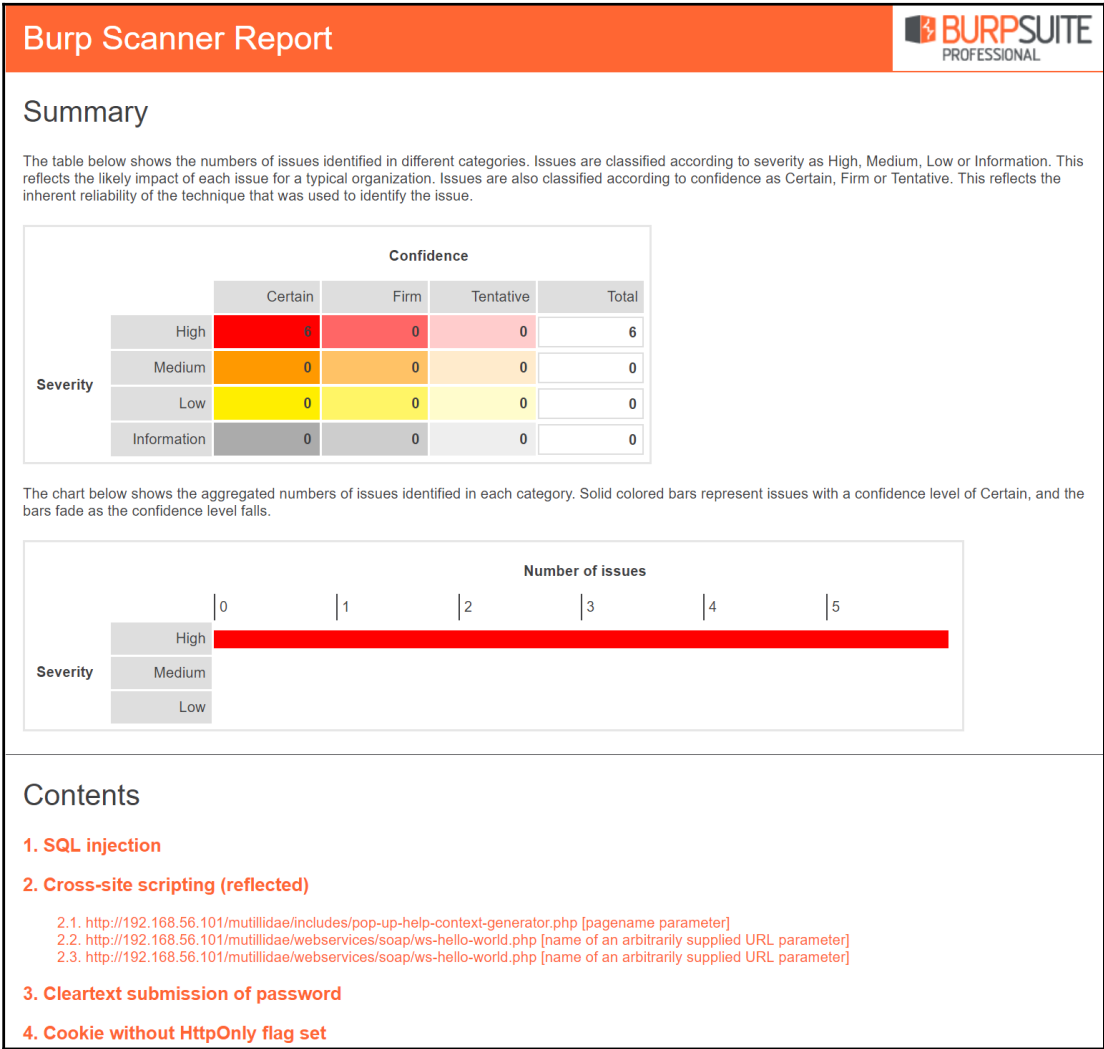 Burp Scanner Report
BURPSUITE
PROFESSIONAL
Summary
The table below shows the numbers of issues identified in different categories. Issues are classified according to severity as High, Medium, Low or Information. This
reflects the likely impact of each issue for a typical organization. Issues are also classified according to confidence as Certain, Firm or Tentative. This reflects the
inherent reliability of the technique that was used to identify the issue.
Confidence
Certain Firm Tentative Total
High 6 0 0 6
Medium 0 0 0 0
Severity
Low 0 0 0 0
Information 0 0 0 0
The chart below shows the aggregated numbers of issues identified in each category. Solid colored bars represent issues with a confidence level of Certain, and the
bars fade as the confidence level falls.
Number of issues
0 1 2 3 4 5
High
Severity Medium
Low
Contents
1. SQL injection
2. Cross-site scripting (reflected)
2.1. http://192.168.56.101/mutillidae/includes/pop-up-help-context-generator.php [pagename parameter]
2.2. http://192.168.56.101/mutillidae/webservices/soap/ws-hello-world.php [name of an arbitrarily supplied URL parameter]
2.3. http://192.168.56.101/mutillidae/webservices/soap/ws-hello-world.php [name of an arbitrarily supplied URL parameter]
3. Cleartext submission of password
4. Cookie without HttpOnly flag set